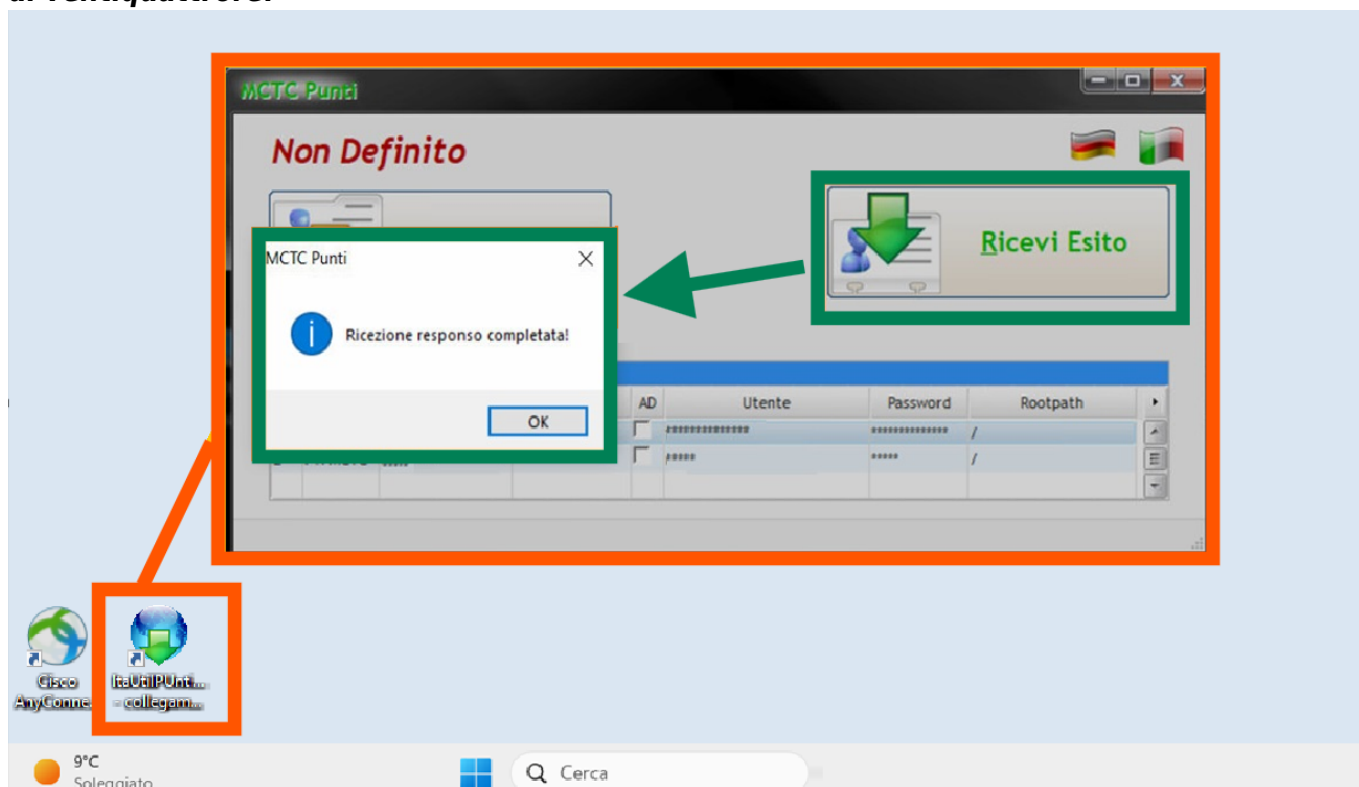 MCTC Punti
Non Definito
Ricevi Esito
MCTC Punti
Ricezione responso completata!
OK
AD Utente Password Rootpath
************** ************** /
***** ***** /
Cisco
AnyConne...
ItaUtilPUnti...
- collegam...
9°C
Soleggiato
Cerca